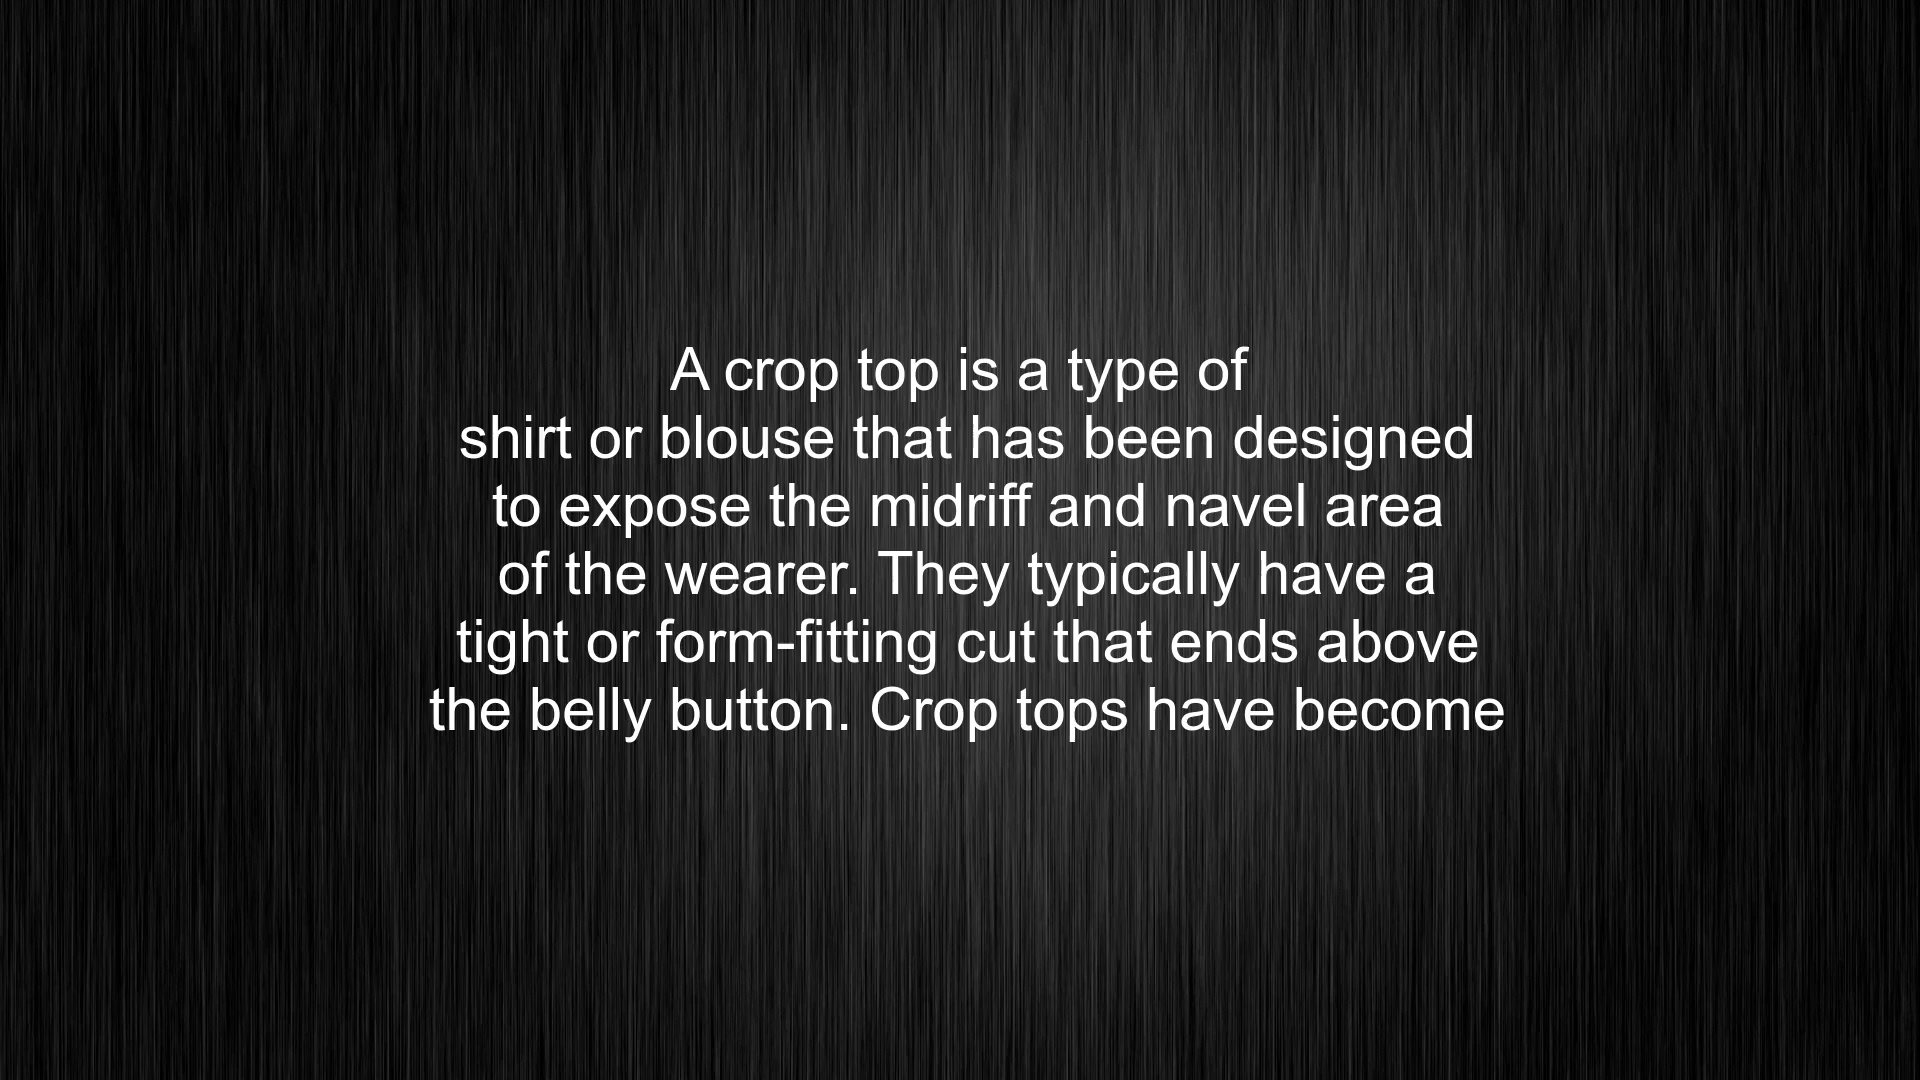 A crop top is a type of
shirt or blouse that has been designed
to expose the midriff and navel area
of the wearer. They typically have a
tight or form-fitting cut that ends above
the belly button. Crop tops have become